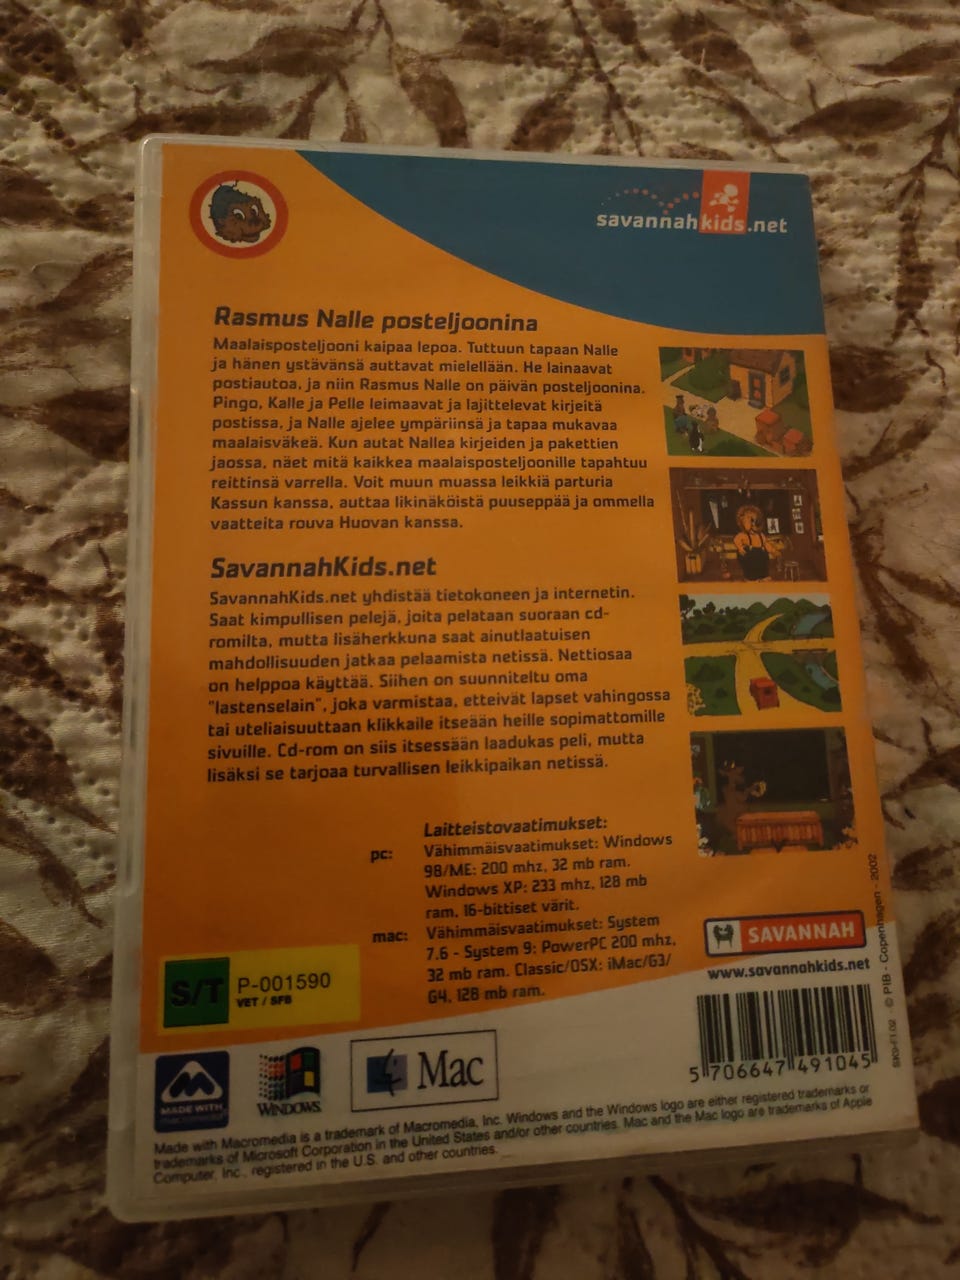 savannahkids.net
Rasmus Nalle posteljoonina
Maalaisposteljooni kaipaa lepoa. Tuttuun tapaan Nalle
ja hänen ystävänsä auttavat mielellään. He lainaavat
postiautoa, ja niin Rasmus Nalle on päivän posteljoonina.
Pingo, Kalle ja Pelle leimaavat ja lajittelevat kirjeitä
postissa, ja Nalle ajelee ympäriinsä ja tapaa mukavaa
maalaisväkeä. Kun autat Nallea kirjeiden ja pakettien
jaossa, näet mitä kaikkea maalaisposteljoonille tapahtuu
reittinsä varrella. Voit muun muassa leikkiä parturia
Kassun kanssa, auttaa likinäköistä puuseppää ja ommella
vaatteita rouva Huovan kanssa.
SavannahKids.net
SavannahKids.net yhdistää tietokoneen ja internetin.
Saat kimpullisen pelejä, joita pelataan suoraan cd-
romilta, mutta lisäherkkuna saat ainutlaatuisen
mahdollisuuden jatkaa pelaamista netissä. Nettiosaa
on helppoa käyttää. Siihen on suunniteltu oma
"lastenselain", joka varmistaa, etteivät lapset vahingossa
tai uteliaisuuttaan klikkaile itseään heille sopimattomille
sivuille. Cd-rom on siis itsessään laadukas peli, mutta
lisäksi se tarjoaa turvallisen leikkipaikan netissä.
Laitteistovaatimukset:
pc: Vähimmäisvaatimukset: Windows
98/ME: 200 mhz, 32 mb ram.
Windows XP: 233 mhz, 128 mb
ram, 16-bittiset värit.
mac: Vähimmäisvaatimukset: System
7.6 - System 9: PowerPC 200 mhz,
32 mb ram. Classic/OSX: iMac/G3/
G4, 128 mb ram.
SAVANNAH
www.savannahkids.net
S/T P-001590
VET / SFB
MADE WITH
MACROMEDIA
WINDOWS
Mac
5 706647 491045
© PIB - Copenhagen - 2002
Made with Macromedia is a trademark of Macromedia, Inc. Windows and the Windows logo are either registered trademarks or
trademarks of Microsoft Corporation in the United States and/or other countries. Mac and the Mac logo are trademarks of Apple
Computer, Inc., registered in the U.S. and other countries.